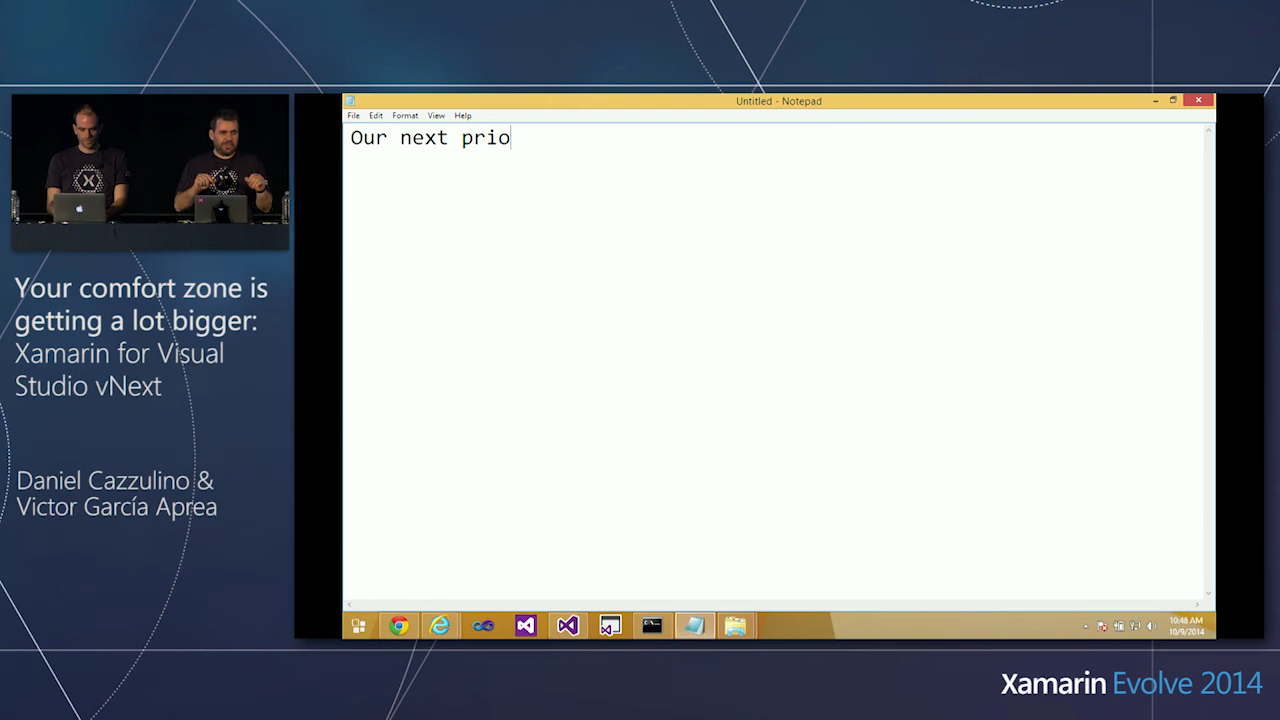 Untitled - Notepad
File Edit Format View Help
Our next prio
Your comfort zone is
getting a lot bigger:
Xamarin for Visual
Studio vNext
Daniel Cazzulino &
Victor García Aprea
10:48 AM
10/9/2014
Xamarin Evolve 2014